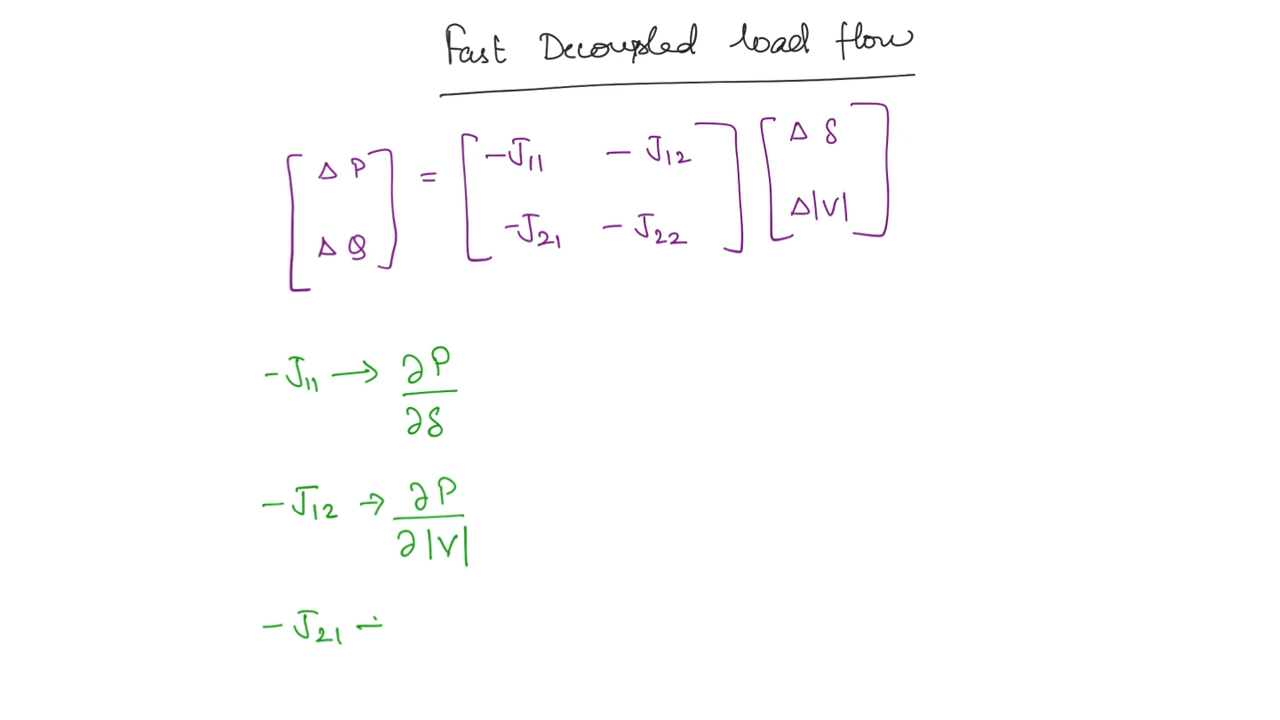 Fast Decoupled load flow
[ΔP ΔQ] = [-J11 -J12 -J21 -J22] [Δδ Δ|V|]
-J11 → ∂P/∂δ
-J12 → ∂P/∂|V|
-J21 -